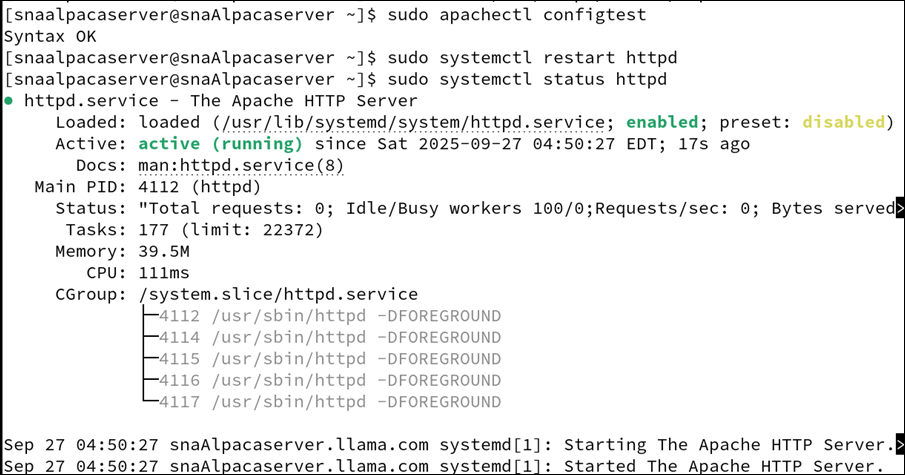 [snaalpacaserver@snaAlpacaserver ~]$ sudo apachectl configtest
Syntax OK
[snaalpacaserver@snaAlpacaserver ~]$ sudo systemctl restart httpd
[snaalpacaserver@snaAlpacaserver ~]$ sudo systemctl status httpd
● httpd.service – The Apache HTTP Server
     Loaded: loaded (/usr/lib/systemd/system/httpd.service; enabled; preset: disabled)
     Active: active (running) since Sat 2025-09-27 04:50:27 EDT; 17s ago
       Docs: man:httpd.service(8)
   Main PID: 4112 (httpd)
     Status: "Total requests: 0; Idle/Busy workers 100/0;Requests/sec: 0; Bytes served>
      Tasks: 177 (limit: 22372)
     Memory: 39.5M
        CPU: 111ms
     CGroup: /system.slice/httpd.service
             ├─4112 /usr/sbin/httpd -DFOREGROUND
             ├─4114 /usr/sbin/httpd -DFOREGROUND
             ├─4115 /usr/sbin/httpd -DFOREGROUND
             ├─4116 /usr/sbin/httpd -DFOREGROUND
             └─4117 /usr/sbin/httpd -DFOREGROUND
Sep 27 04:50:27 snaAlpacaserver.llama.com systemd[1]: Starting The Apache HTTP Server.>
Sep 27 04:50:27 snaAlpacaserver.llama.com systemd[1]: Started The Apache HTTP Server.